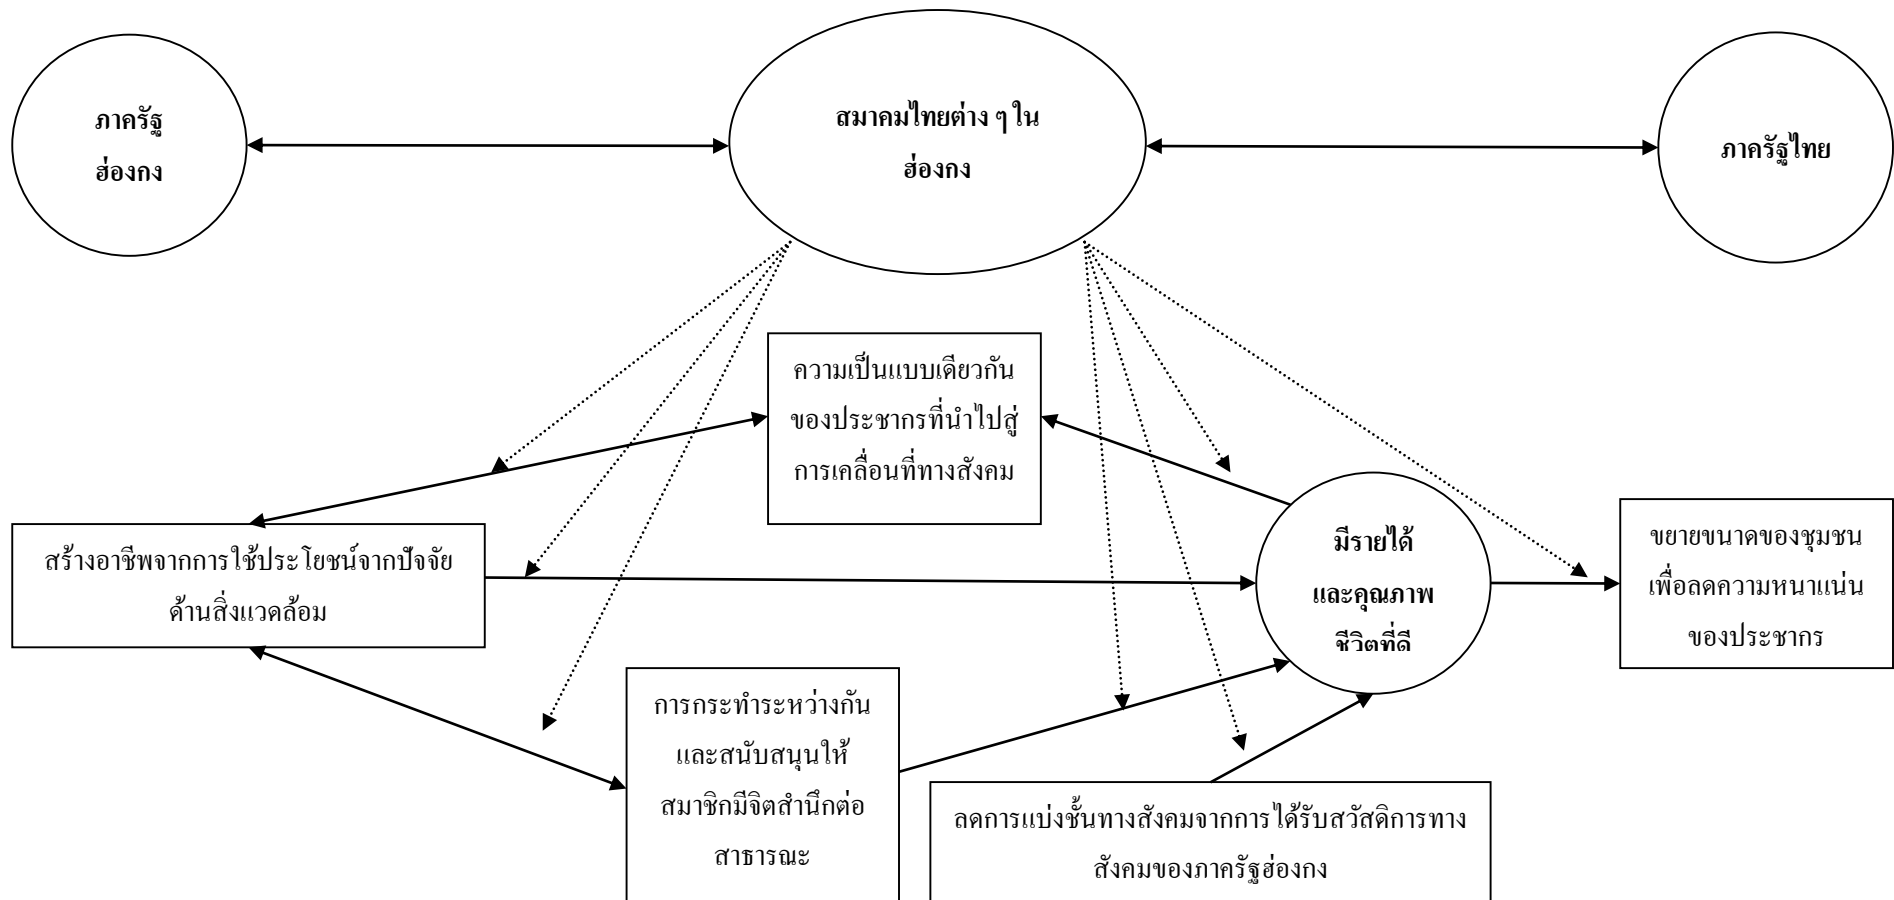 ภาครัฐ
ฮ่องกง
สมาคมไทยต่าง ๆ ใน
ฮ่องกง
ภาครัฐไทย
ความเป็นแบบเดียวกัน
ของประชากรที่นำไปสู่
การเคลื่อนที่ทางสังคม
สร้างอาชีพจากการใช้ประโยชน์จากปัจจัย
ด้านสิ่งแวดล้อม
มีรายได้
และคุณภาพ
ชีวิตที่ดี
ขยายขนาดของชุมชน
เพื่อลดความหนาแน่น
ของประชากร
การกระทำระหว่างกัน
และสนับสนุนให้
สมาชิกมีจิตสำนึกต่อ
สาธารณะ
ลดการแบ่งชั้นทางสังคมจากการได้รับสวัสดิการทาง
สังคมของภาครัฐฮ่องกง